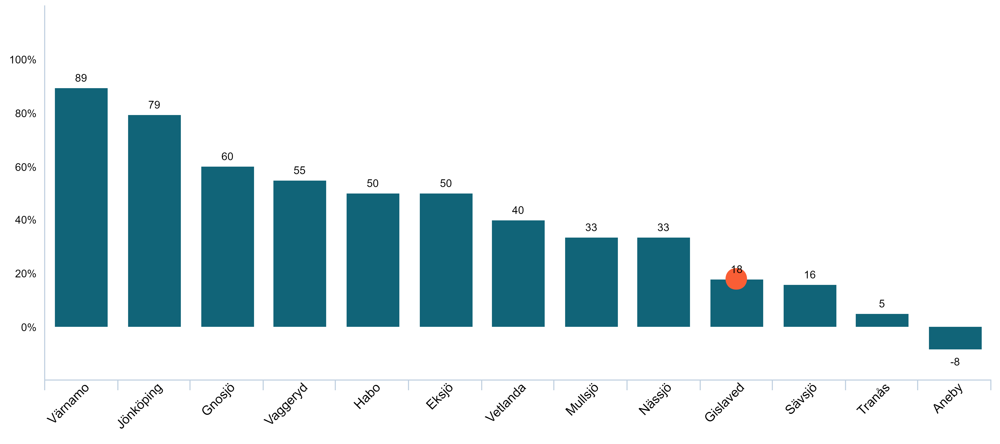 100%
80%
60%
40%
20%
0%
89
79
60
55
50
50
40
33
33
18
16
5
-8
Värnamo
Jönköping
Gnosjö
Vaggeryd
Habo
Eksjö
Vetlanda
Mullsjö
Nässjö
Gislaved
Sävsjö
Tranås
Aneby